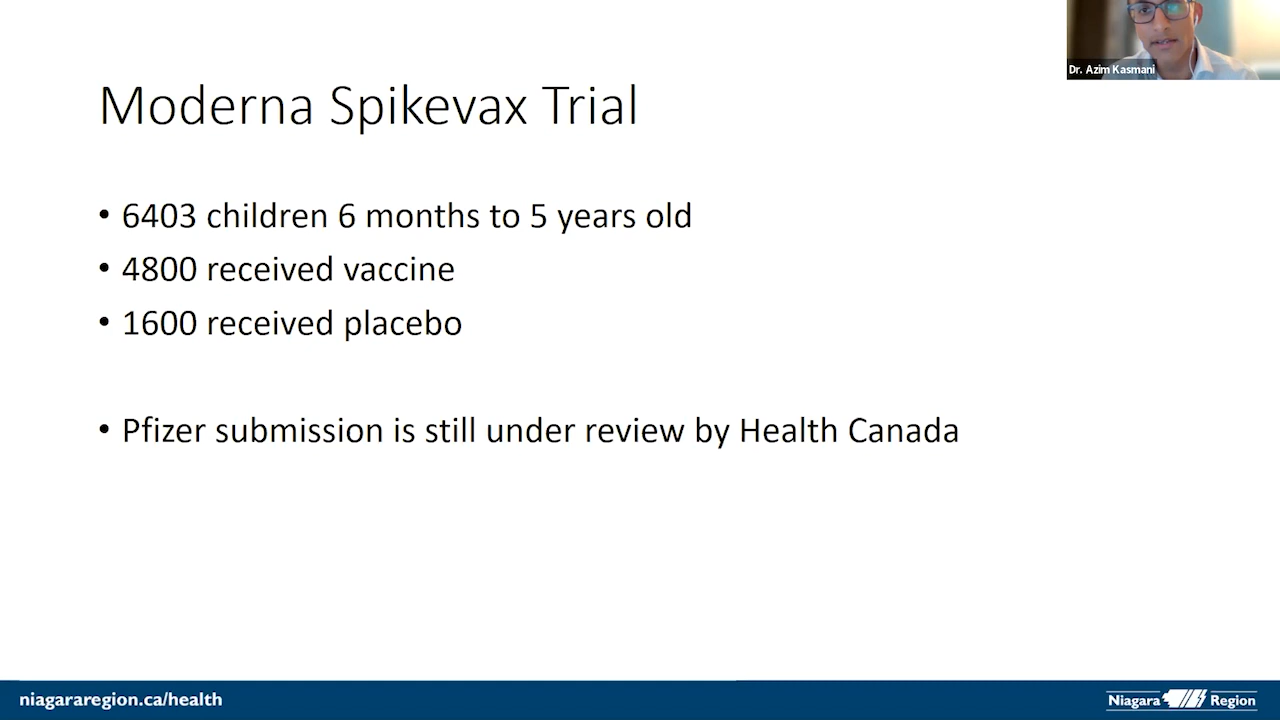 Dr. Azim Kasmani
Moderna Spikevax Trial
• 6403 children 6 months to 5 years old
• 4800 received vaccine
• 1600 received placebo
• Pfizer submission is still under review by Health Canada
niagararegion.ca/health
Niagara Region